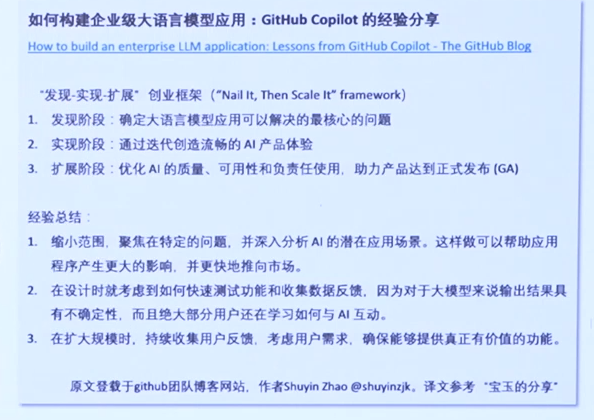 如何构建企业级大语言模型应用：GitHub Copilot 的经验分享
How to build an enterprise LLM application: Lessons from GitHub Copilot - The GitHub Blog
“发现-实现-扩展”创业框架（“Nail It, Then Scale It” framework）
1. 发现阶段：确定大语言模型应用可以解决的最核心的问题
2. 实现阶段：通过迭代创造流畅的 AI 产品体验
3. 扩展阶段：优化 AI 的质量、可用性和负责任使用，助力产品达到正式发布 (GA)
经验总结：
1. 缩小范围，聚焦在特定的问题，并深入分析 AI 的潜在应用场景。这样做可以帮助应用
程序产生更大的影响，并更快地推向市场。
2. 在设计时就考虑到如何快速测试功能和收集数据反馈，因为对于大模型来说输出结果具
有不确定性，而且绝大部分用户还在学习如何与 AI 互动。
3. 在扩大规模时，持续收集用户反馈，考虑用户需求，确保能够提供真正有价值的功能。
原文登载于github团队博客网站，作者Shuyin Zhao @shuyinzjk。译文参考“宝玉的分享”